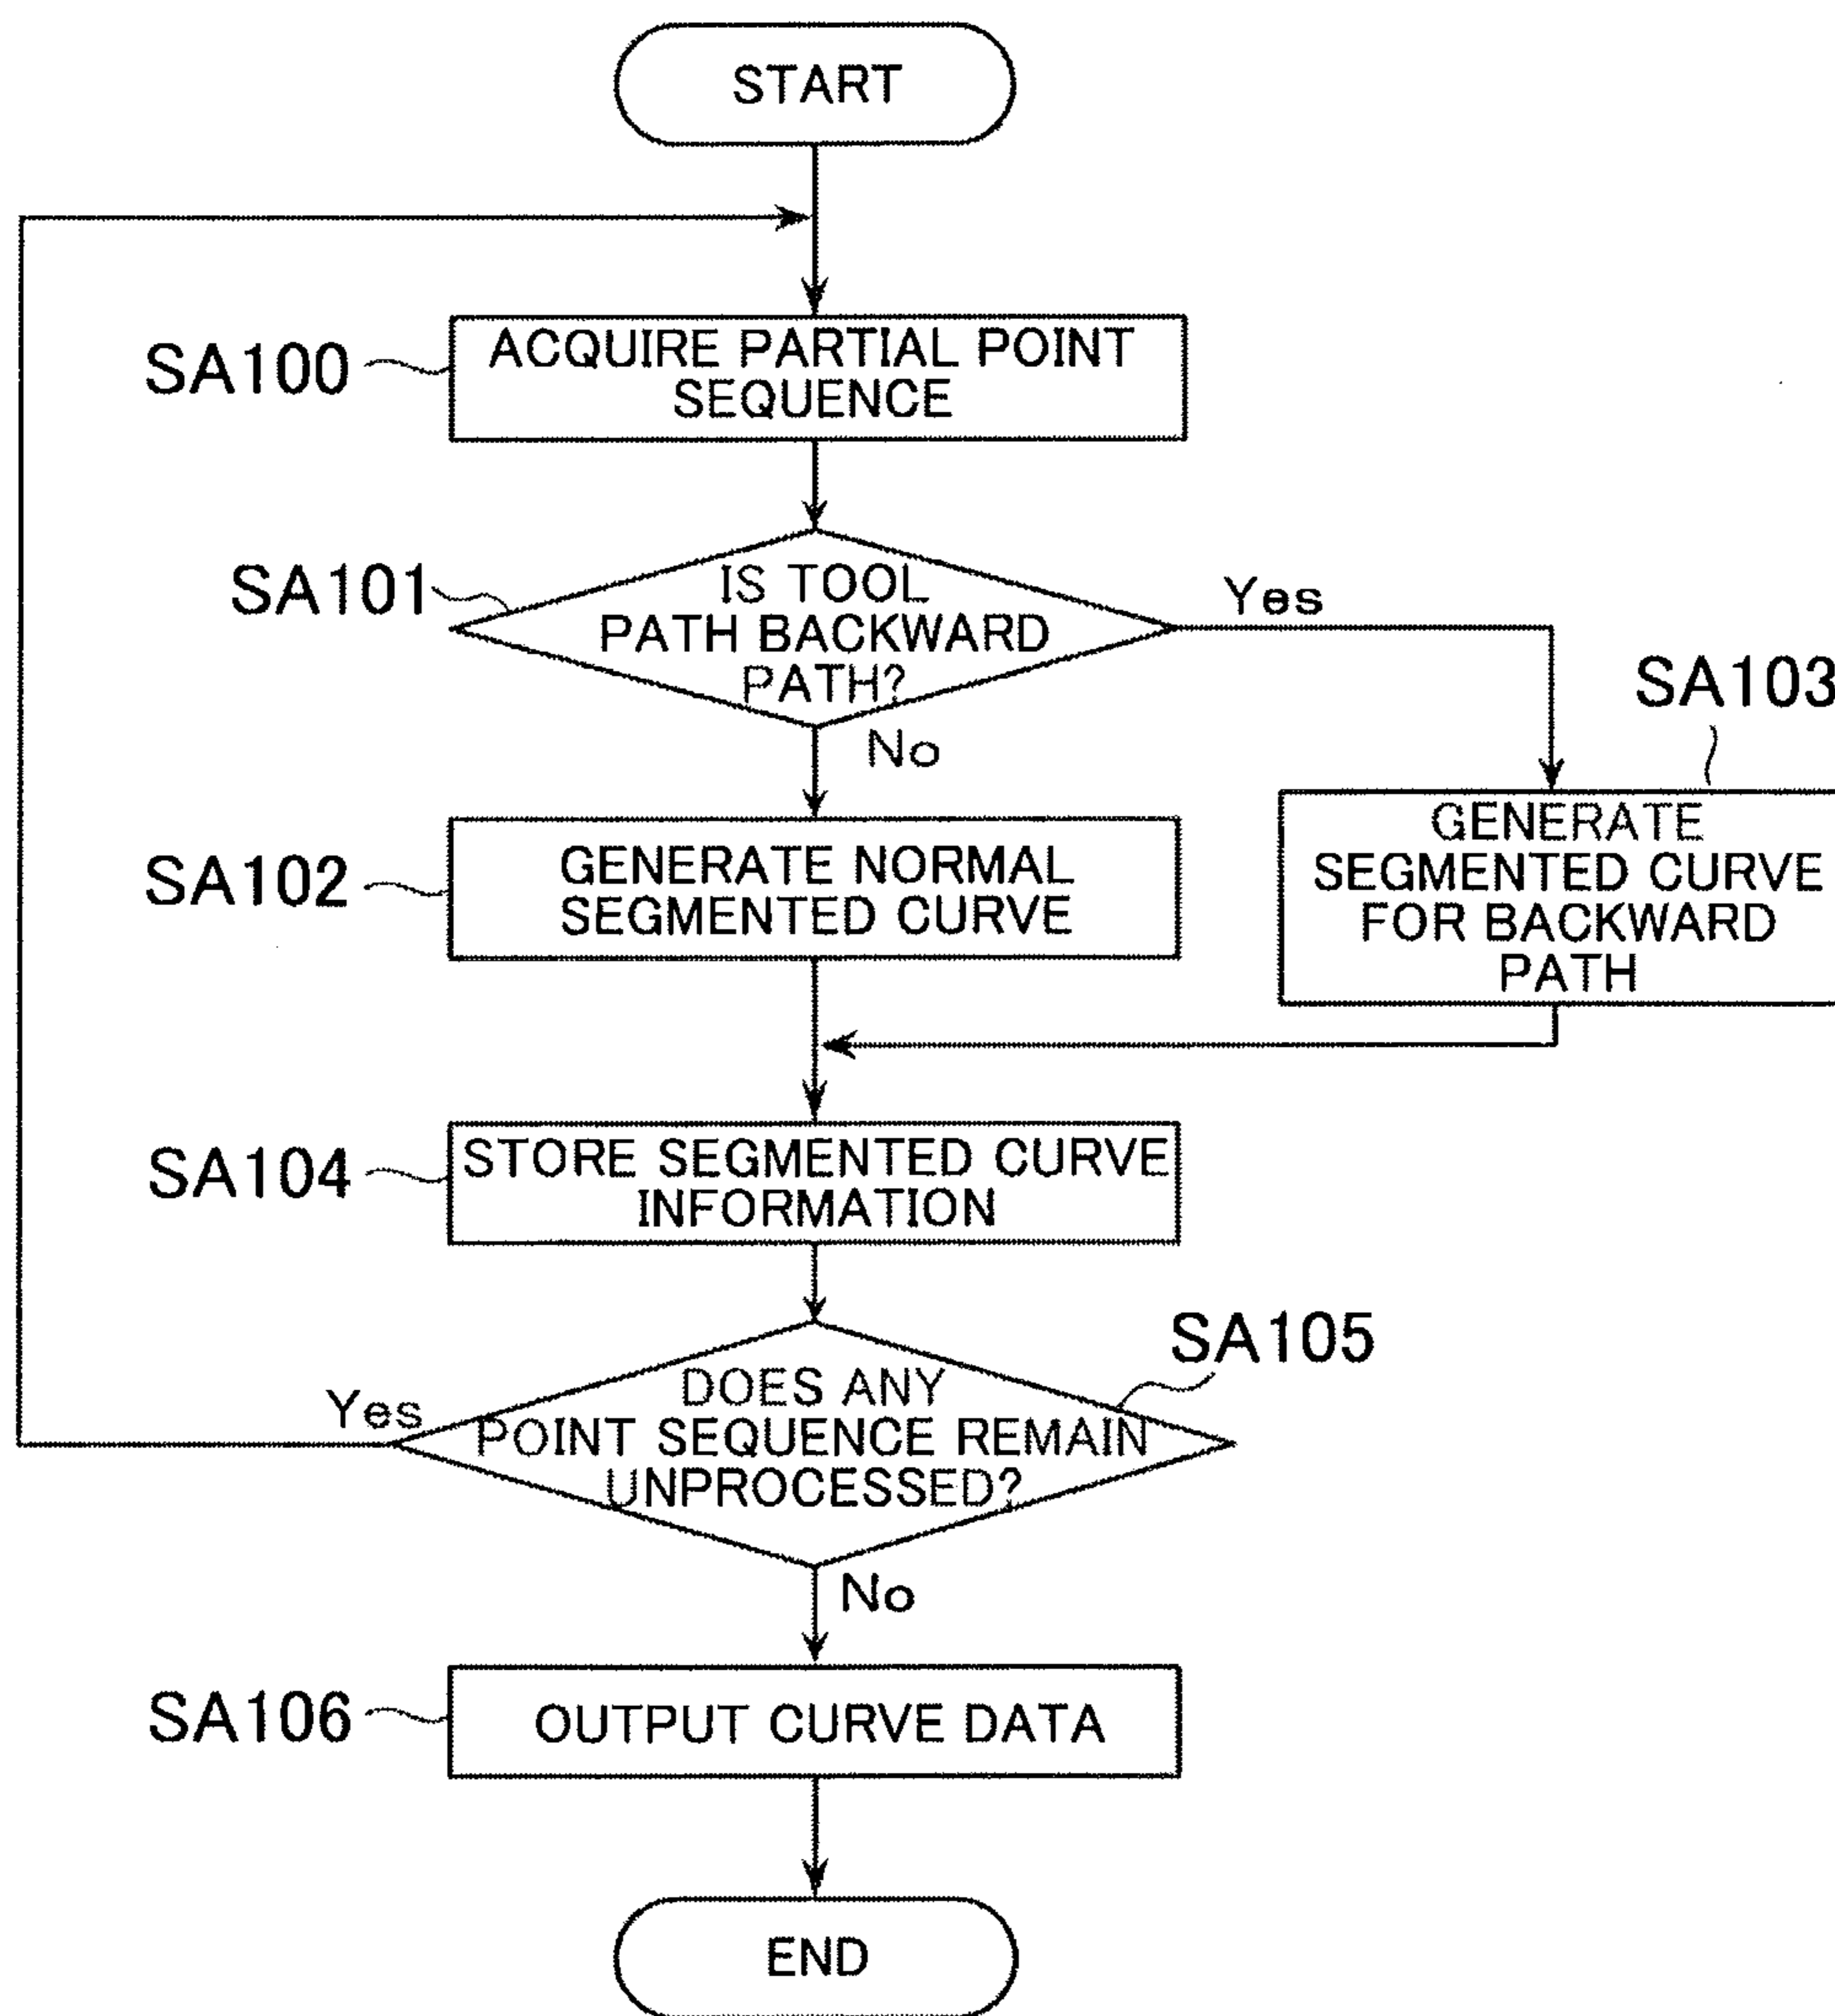 START
SA100
ACQUIRE PARTIAL POINT
SEQUENCE
SA101
IS TOOL
PATH BACKWARD
PATH?
Yes
No
SA102
GENERATE NORMAL
SEGMENTED CURVE
SA103
GENERATE
SEGMENTED CURVE
FOR BACKWARD
PATH
SA104
STORE SEGMENTED CURVE
INFORMATION
SA105
DOES ANY
POINT SEQUENCE REMAIN
UNPROCESSED?
Yes
No
SA106
OUTPUT CURVE DATA
END